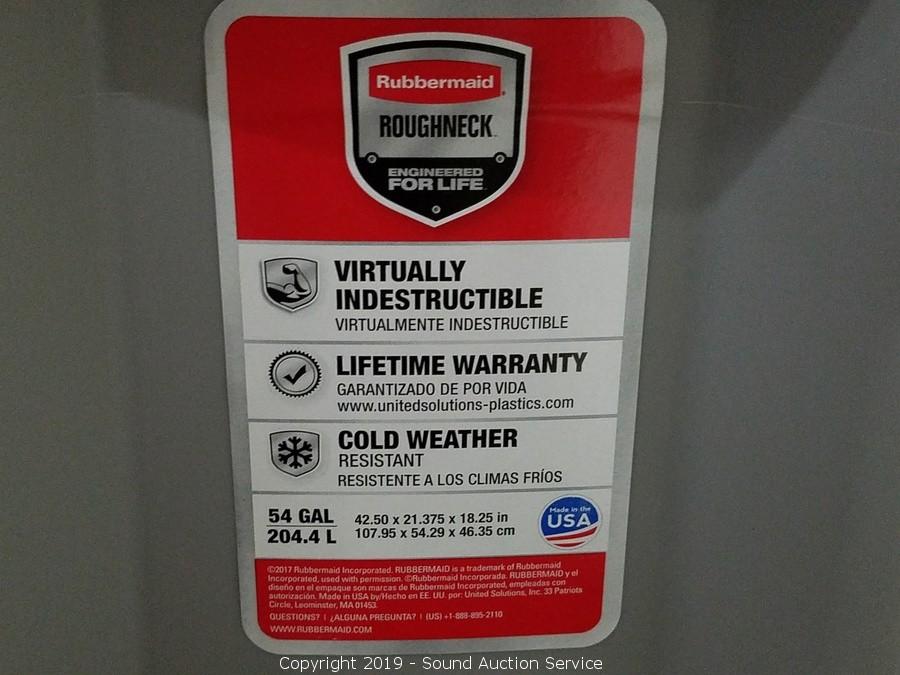 Rubbermaid
ROUGHNECK™
ENGINEERED
FOR LIFE
VIRTUALLY
INDESTRUCTIBLE
VIRTUALMENTE INDESTRUCTIBLE
LIFETIME WARRANTY
GARANTIZADO DE POR VIDA
www.unitedsolutions-plastics.com
COLD WEATHER
RESISTANT
RESISTENTE A LOS CLIMAS FRÍOS
54 GAL
204.4 L
42.50 x 21.375 x 18.25 in
107.95 x 54.29 x 46.35 cm
Made in the
USA
©2017 Rubbermaid Incorporated. RUBBERMAID is a trademark of Rubbermaid
Incorporated, used with permission. ©Rubbermaid Incorporada. RUBBERMAID y el
diseño en el empaque son marcas de Rubbermaid Incorporated, empleadas con
autorización. Made in USA by/Hecho en EE. UU. por: United Solutions, Inc. 33 Patriots
Circle, Leominster, MA 01453.
QUESTIONS? | ¿ALGUNA PREGUNTA? | (US) +1-888-895-2110
WWW.RUBBERMAID.COM
Copyright 2019 - Sound Auction Service